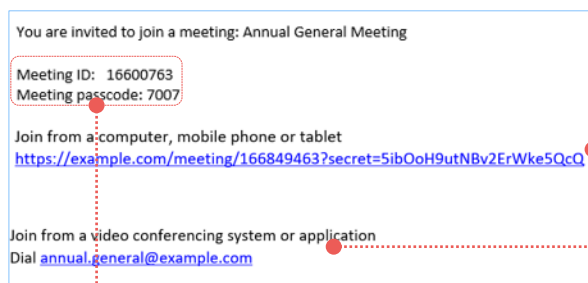 You are invited to join a meeting: Annual General Meeting
Meeting ID: 16600763
Meeting passcode: 7007
Join from a computer, mobile phone or tablet
https://example.com/meeting/166849463?secret=5ibOoH9utNBv2ErWke5QcQ
Join from a video conferencing system or application
Dial annual.general@example.com